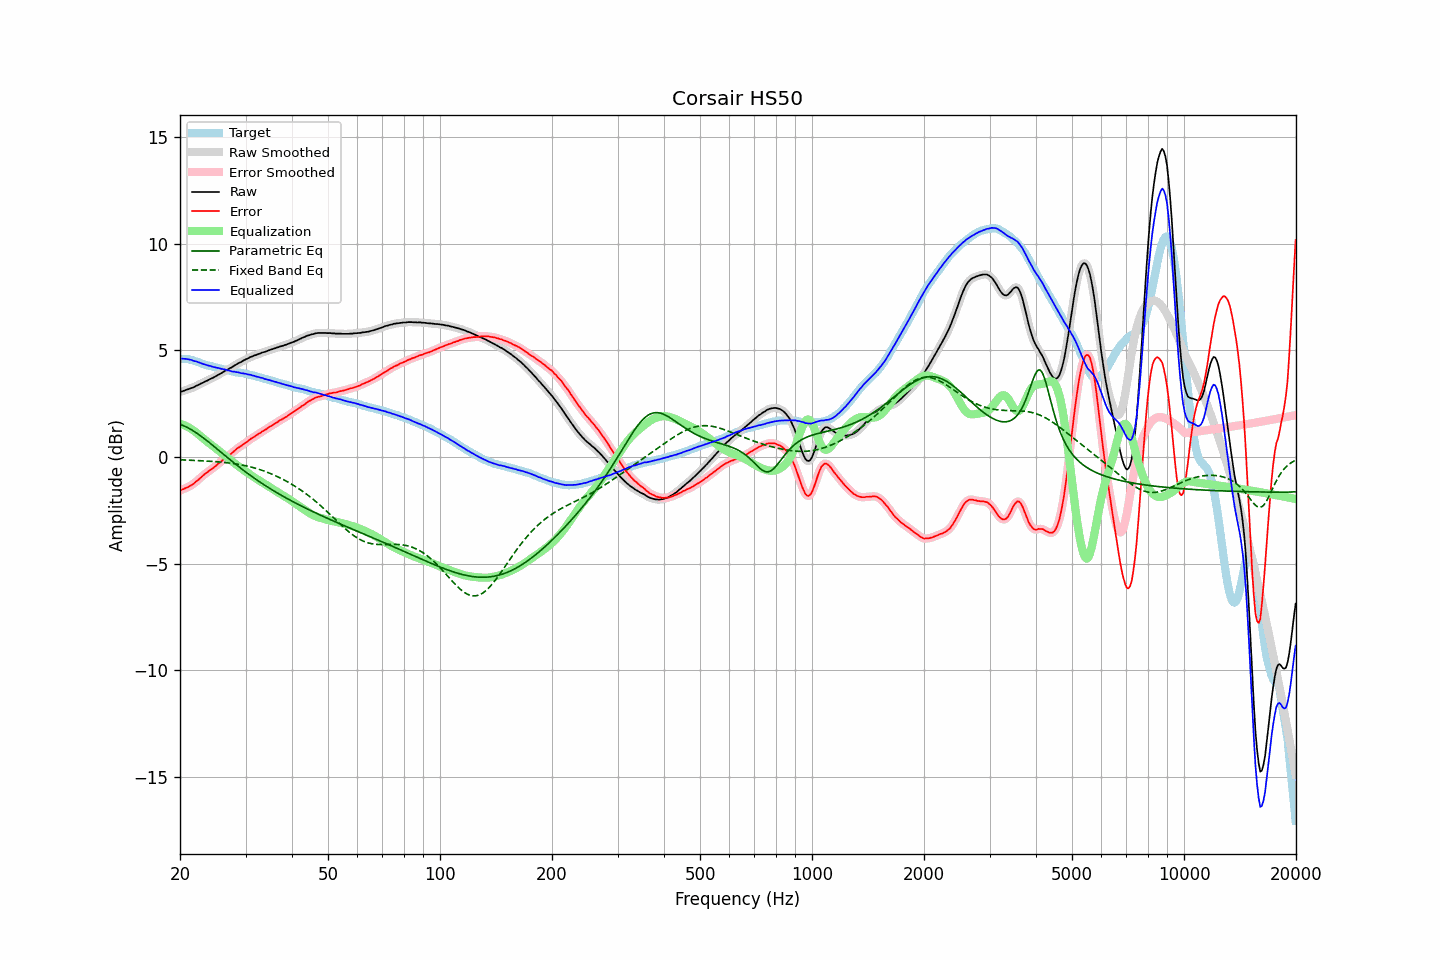 Corsair HS50
Target
Raw Smoothed
Error Smoothed
Raw
Error
Equalization
Parametric Eq
Fixed Band Eq
Equalized
Amplitude (dBr)
15
10
5
0
−5
−10
−15
20 50 100 200 500 1000 2000 5000 10000 20000
Frequency (Hz)